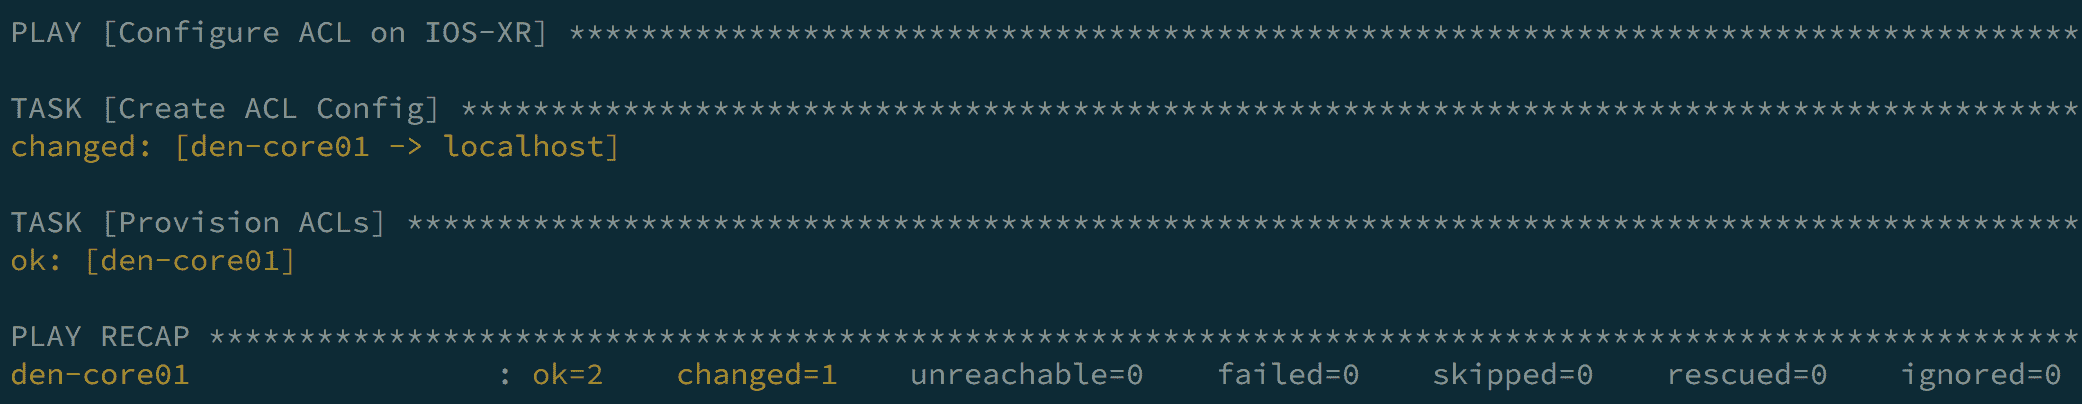 PLAY [Configure ACL on IOS-XR] ************************************************************************************
TASK [Create ACL Config] ******************************************************************************************
changed: [den-core01 -> localhost]
TASK [Provision ACLs] *********************************************************************************************
ok: [den-core01]
PLAY RECAP ********************************************************************************************************
den-core01 : ok=2 changed=1 unreachable=0 failed=0 skipped=0 rescued=0 ignored=0